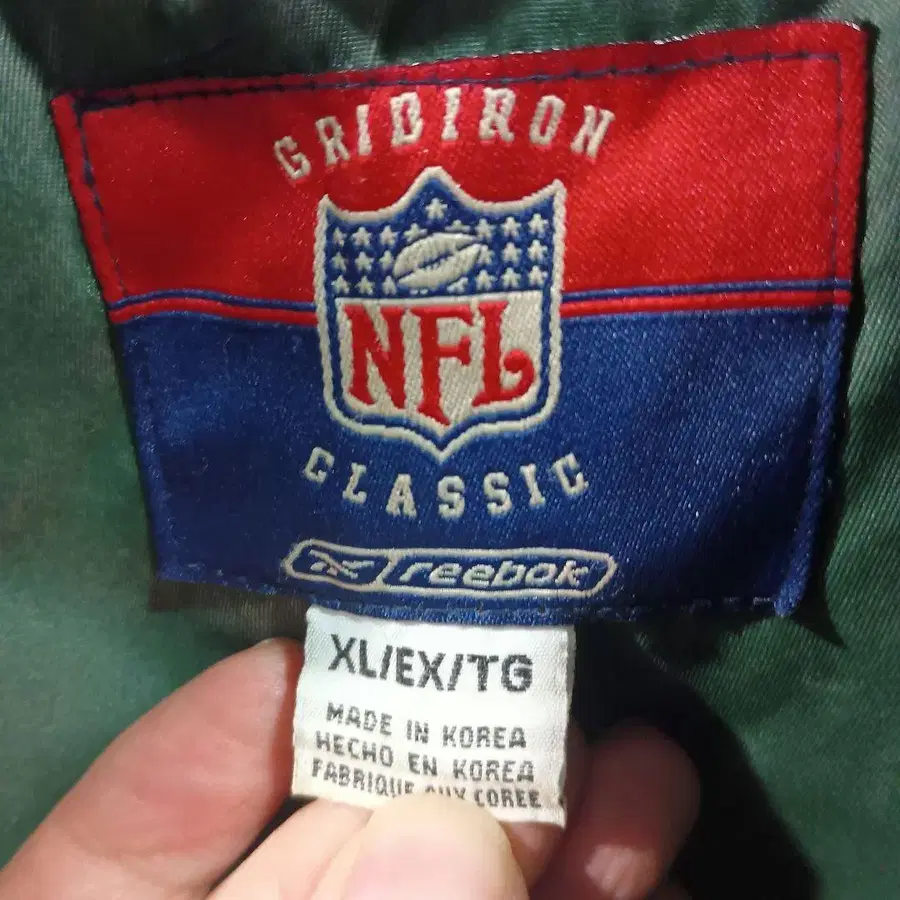 GRIDIRON
NFL
CLASSIC
reebok
XL/EX/TG
MADE IN KOREA
HECHO EN KOREA
FABRIQUE AUX COREE